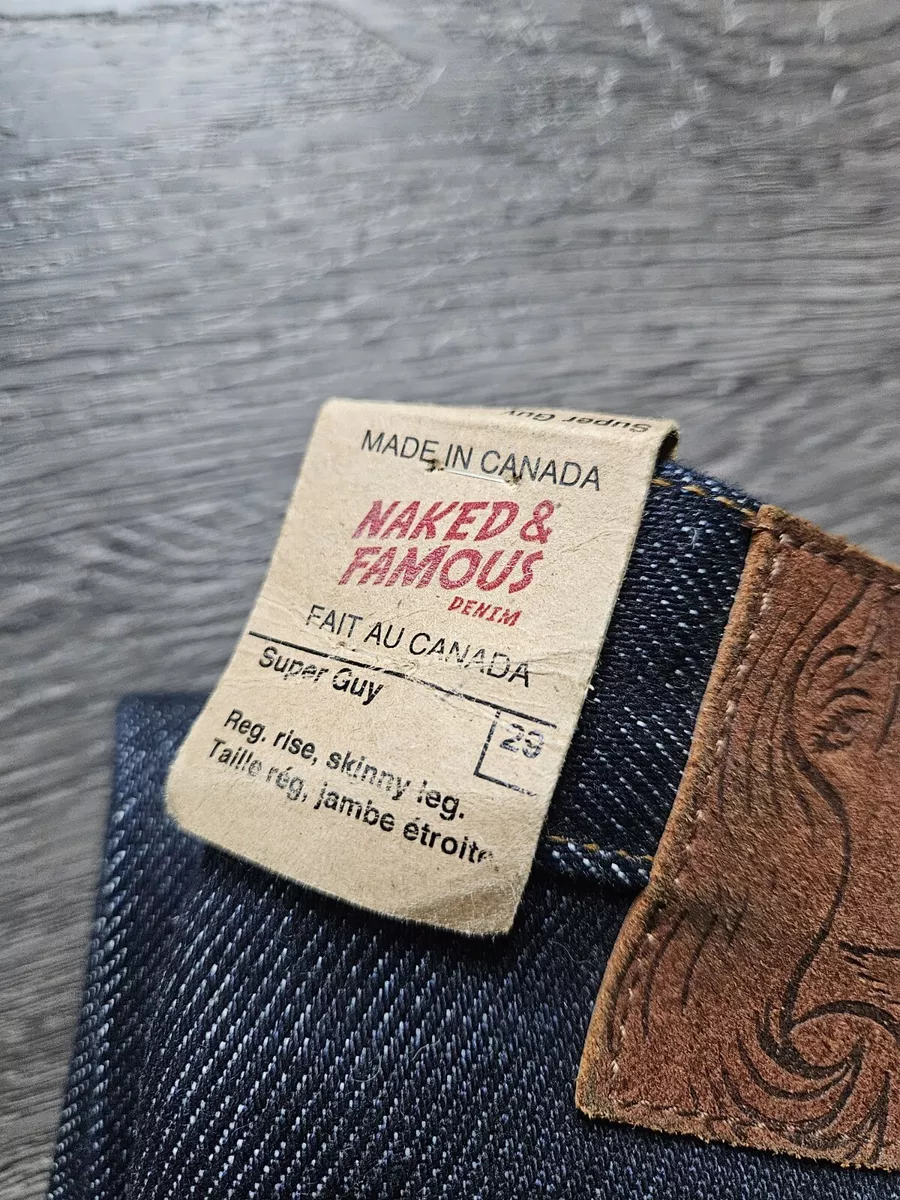 Super Guy
MADE IN CANADA
NAKED &
FAMOUS
DENIM
FAIT AU CANADA
Super Guy
29
Reg. rise, skinny leg.
Taille rég, jambe étroite